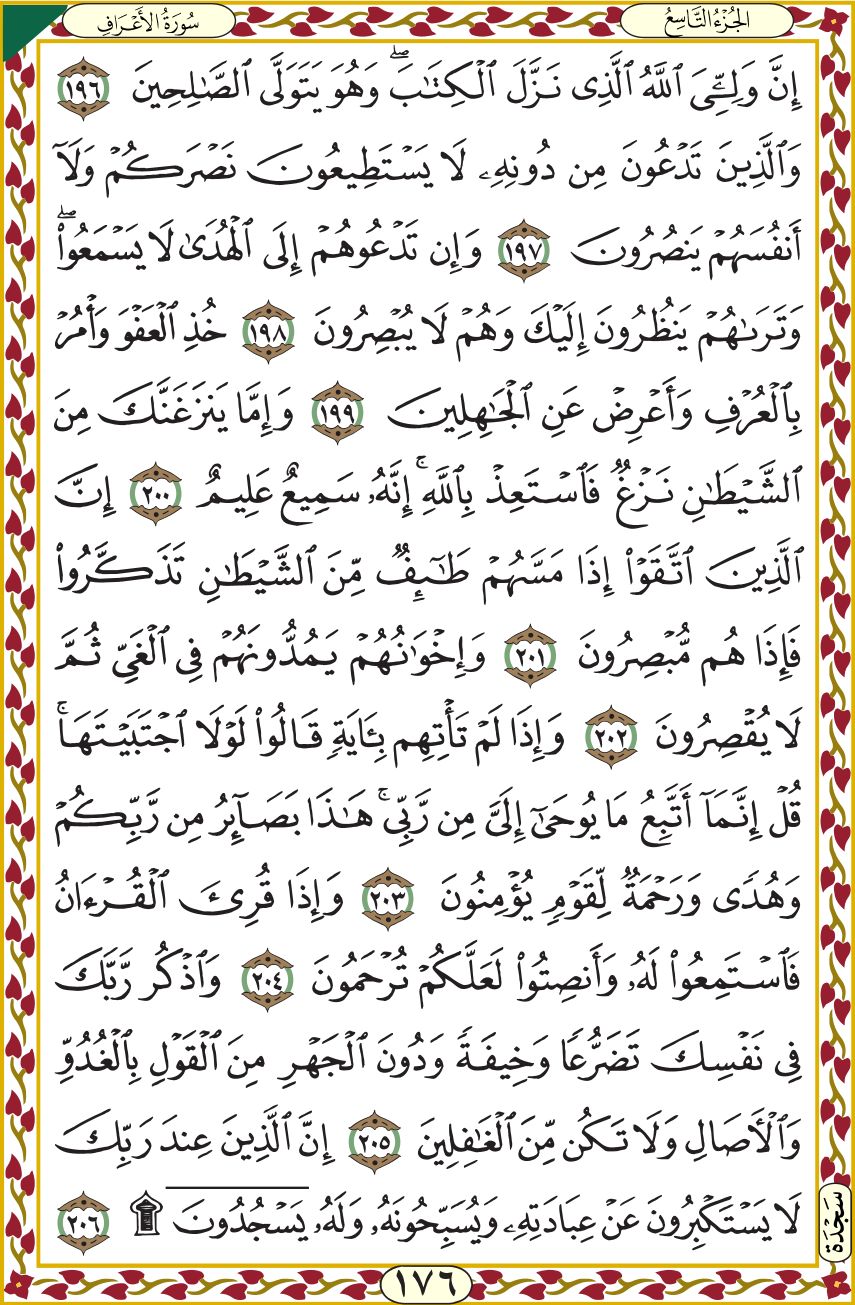 الجُزْءُ التَّاسِعُ
سُورَةُ الأَعْرَافِ
إِنَّ وَلِـِّۧىَ ٱللَّهُ ٱلَّذِى نَزَّلَ ٱلْكِتَـٰبَ ۖ وَهُوَ يَتَوَلَّى ٱلصَّـٰلِحِينَ ١٩٦
وَٱلَّذِينَ تَدْعُونَ مِن دُونِهِۦ لَا يَسْتَطِيعُونَ نَصْرَكُمْ وَلَآ
أَنفُسَهُمْ يَنصُرُونَ ١٩٧ وَإِن تَدْعُوهُمْ إِلَى ٱلْهُدَىٰ لَا يَسْمَعُوا۟ ۖ
وَتَرَىٰهُمْ يَنظُرُونَ إِلَيْكَ وَهُمْ لَا يُبْصِرُونَ ١٩٨ خُذِ ٱلْعَفْوَ وَأْمُرْ
بِٱلْعُرْفِ وَأَعْرِضْ عَنِ ٱلْجَـٰهِلِينَ ١٩٩ وَإِمَّا يَنزَغَنَّكَ مِنَ
ٱلشَّيْطَـٰنِ نَزْغٌ فَٱسْتَعِذْ بِٱللَّهِ ۚ إِنَّهُۥ سَمِيعٌ عَلِيمٌ ٢٠٠ إِنَّ
ٱلَّذِينَ ٱتَّقَوْا۟ إِذَا مَسَّهُمْ طَـٰٓئِفٌ مِّنَ ٱلشَّيْطَـٰنِ تَذَكَّرُوا۟
فَإِذَا هُم مُّبْصِرُونَ ٢٠١ وَإِخْوَٰنُهُمْ يَمُدُّونَهُمْ فِى ٱلْغَىِّ ثُمَّ
لَا يُقْصِرُونَ ٢٠٢ وَإِذَا لَمْ تَأْتِهِم بِـَٔايَةٍ قَالُوا۟ لَوْلَا ٱجْتَبَيْتَهَا ۚ
قُلْ إِنَّمَآ أَتَّبِعُ مَا يُوحَىٰٓ إِلَىَّ مِن رَّبِّى ۚ هَـٰذَا بَصَآئِرُ مِن رَّبِّكُمْ
وَهُدًى وَرَحْمَةٌ لِّقَوْمٍ يُؤْمِنُونَ ٢٠٣ وَإِذَا قُرِئَ ٱلْقُرْءَانُ
فَٱسْتَمِعُوا۟ لَهُۥ وَأَنصِتُوا۟ لَعَلَّكُمْ تُرْحَمُونَ ٢٠٤ وَٱذْكُر رَّبَّكَ
فِى نَفْسِكَ تَضَرُّعًا وَخِيفَةً وَدُونَ ٱلْجَهْرِ مِنَ ٱلْقَوْلِ بِٱلْغُدُوِّ
وَٱلْـَٔاصَالِ وَلَا تَكُن مِّنَ ٱلْغَـٰفِلِينَ ٢٠٥ إِنَّ ٱلَّذِينَ عِندَ رَبِّكَ
لَا يَسْتَكْبِرُونَ عَنْ عِبَادَتِهِۦ وَيُسَبِّحُونَهُۥ وَلَهُۥ يَسْجُدُونَ ۩ ٢٠٦
سَجْدَة
١٧٦